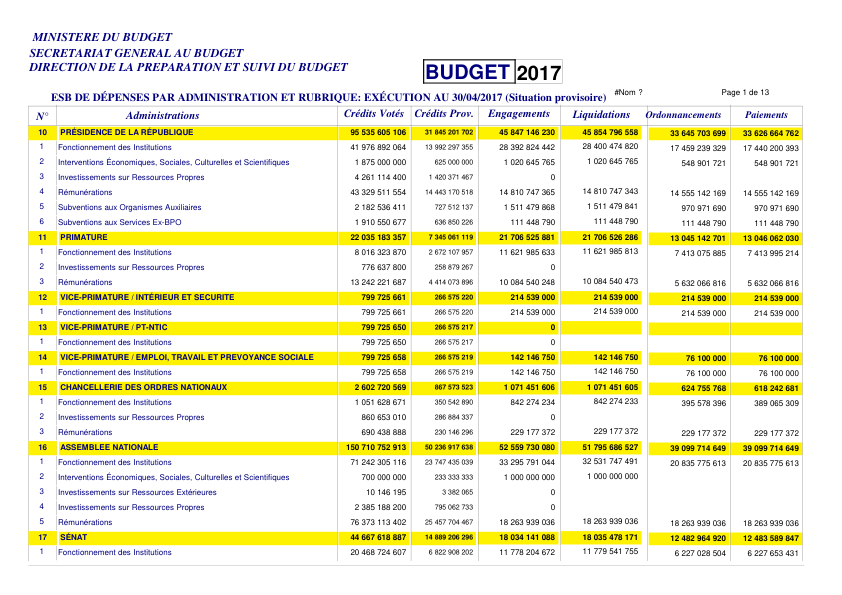 MINISTERE DU BUDGET
SECRETARIAT GENERAL AU BUDGET
DIRECTION DE LA PREPARATION ET SUIVI DU BUDGET
BUDGET 2017
ESB DE DÉPENSES PAR ADMINISTRATION ET RUBRIQUE: EXÉCUTION AU 30/04/2017 (Situation provisoire) #Nom ? Page 1 de 13
N° Administrations Crédits Votés Crédits Prov. Engagements Liquidations Ordonnancements Paiements
10 PRÉSIDENCE DE LA RÉPUBLIQUE 95 535 605 106 31 845 201 702 45 847 146 230 45 854 796 558 33 645 703 699 33 626 664 762
1 Fonctionnement des Institutions 41 976 892 064 13 992 297 355 28 392 824 442 28 400 474 820 17 459 239 329 17 440 200 393
2 Interventions Économiques, Sociales, Culturelles et Scientifiques 1 875 000 000 625 000 000 1 020 645 765 1 020 645 765 548 901 721 548 901 721
3 Investissements sur Ressources Propres 4 261 114 400 1 420 371 467 0
4 Rémunérations 43 329 511 554 14 443 170 518 14 810 747 365 14 810 747 343 14 555 142 169 14 555 142 169
5 Subventions aux Organismes Auxiliaires 2 182 536 411 727 512 137 1 511 479 868 1 511 479 841 970 971 690 970 971 690
6 Subventions aux Services Ex-BPO 1 910 550 677 636 850 226 111 448 790 111 448 790 111 448 790 111 448 790
11 PRIMATURE 22 035 183 357 7 345 061 119 21 706 525 881 21 706 526 286 13 045 142 701 13 046 062 030
1 Fonctionnement des Institutions 8 016 323 870 2 672 107 957 11 621 985 633 11 621 985 813 7 413 075 885 7 413 995 214
2 Investissements sur Ressources Propres 776 637 800 258 879 267 0
3 Rémunérations 13 242 221 687 4 414 073 896 10 084 540 248 10 084 540 473 5 632 066 816 5 632 066 816
12 VICE-PRIMATURE / INTÉRIEUR ET SECURITE 799 725 661 266 575 220 214 539 000 214 539 000 214 539 000 214 539 000
1 Fonctionnement des Institutions 799 725 661 266 575 220 214 539 000 214 539 000 214 539 000 214 539 000
13 VICE-PRIMATURE / PT-NTIC 799 725 650 266 575 217 0
1 Fonctionnement des Institutions 799 725 650 266 575 217 0
14 VICE-PRIMATURE / EMPLOI, TRAVAIL ET PREVOYANCE SOCIALE 799 725 658 266 575 219 142 146 750 142 146 750 76 100 000 76 100 000
1 Fonctionnement des Institutions 799 725 658 266 575 219 142 146 750 142 146 750 76 100 000 76 100 000
15 CHANCELLERIE DES ORDRES NATIONAUX 2 602 720 569 867 573 523 1 071 451 606 1 071 451 605 624 755 768 618 242 681
1 Fonctionnement des Institutions 1 051 628 671 350 542 890 842 274 234 842 274 233 395 578 396 389 065 309
2 Investissements sur Ressources Propres 860 653 010 286 884 337 0
3 Rémunérations 690 438 888 230 146 296 229 177 372 229 177 372 229 177 372 229 177 372
16 ASSEMBLEE NATIONALE 150 710 752 913 50 236 917 638 52 559 730 080 51 795 686 527 39 099 714 649 39 099 714 649
1 Fonctionnement des Institutions 71 242 305 116 23 747 435 039 33 295 791 044 32 531 747 491 20 835 775 613 20 835 775 613
2 Interventions Économiques, Sociales, Culturelles et Scientifiques 700 000 000 233 333 333 1 000 000 000 1 000 000 000
3 Investissements sur Ressources Extérieures 10 146 195 3 382 065 0
4 Investissements sur Ressources Propres 2 385 188 200 795 062 733 0
5 Rémunérations 76 373 113 402 25 457 704 467 18 263 939 036 18 263 939 036 18 263 939 036 18 263 939 036
17 SÉNAT 44 667 618 887 14 889 206 296 18 034 141 088 18 035 478 171 12 482 964 920 12 483 589 847
1 Fonctionnement des Institutions 20 468 724 607 6 822 908 202 11 778 204 672 11 779 541 755 6 227 028 504 6 227 653 431